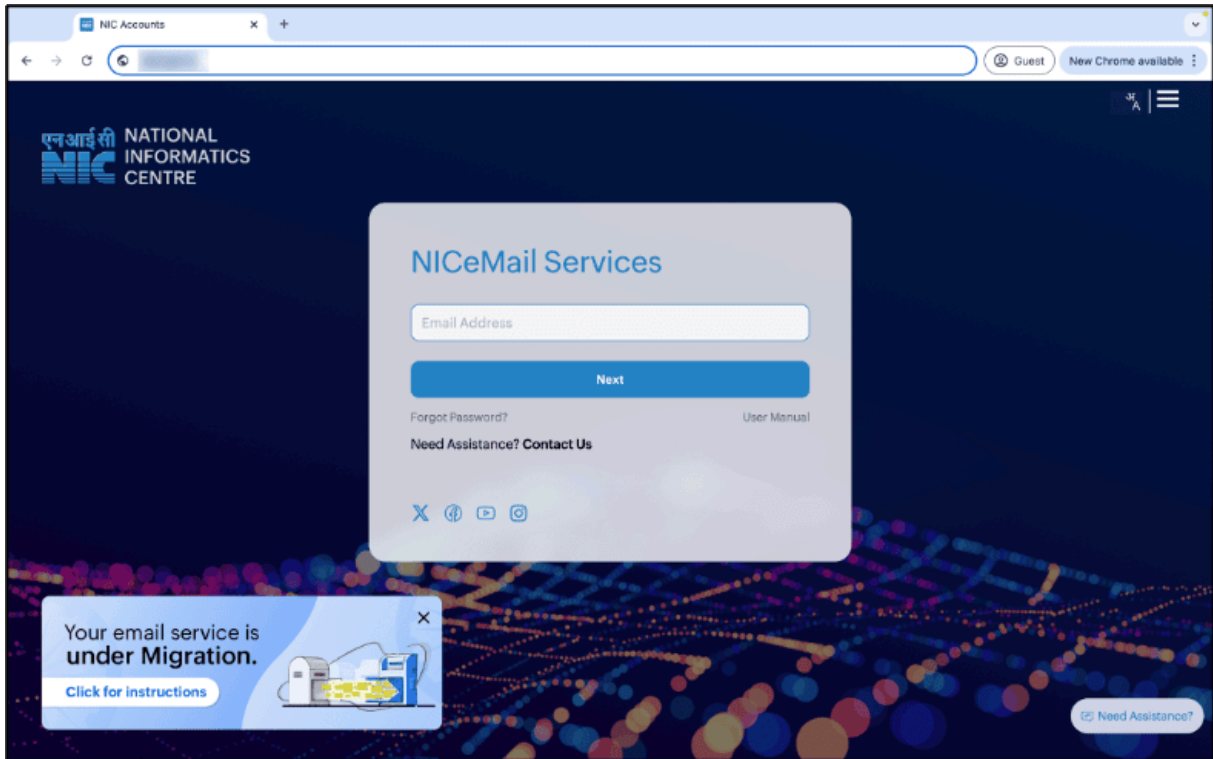 NIC Accounts
Guest
New Chrome available
अ
A
एनआईसी NATIONAL
NIC INFORMATICS
CENTRE
NICeMail Services
Email Address
Next
Forgot Password? User Manual
Need Assistance? Contact Us
Your email service is
under Migration.
Click for instructions
Need Assistance?